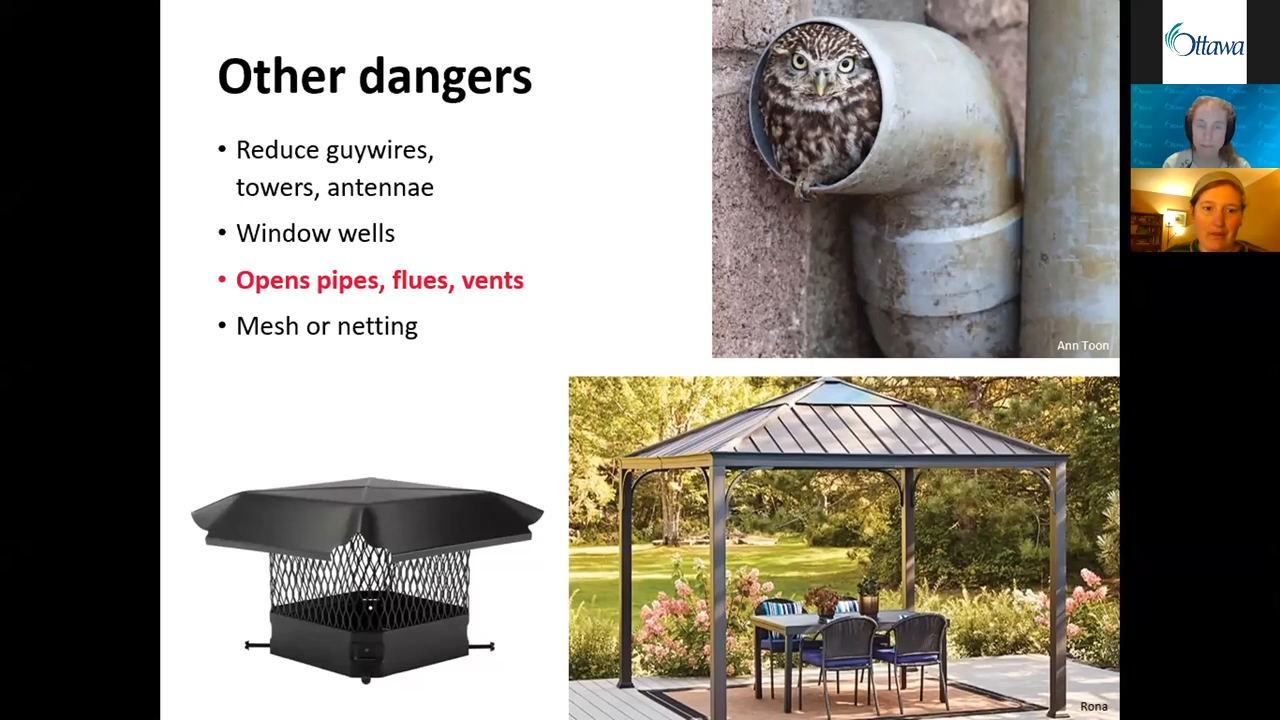 Other dangers
• Reduce guywires,
towers, antennae
• Window wells
• Opens pipes, flues, vents
• Mesh or netting
Ann Toon
Rona
Ottawa